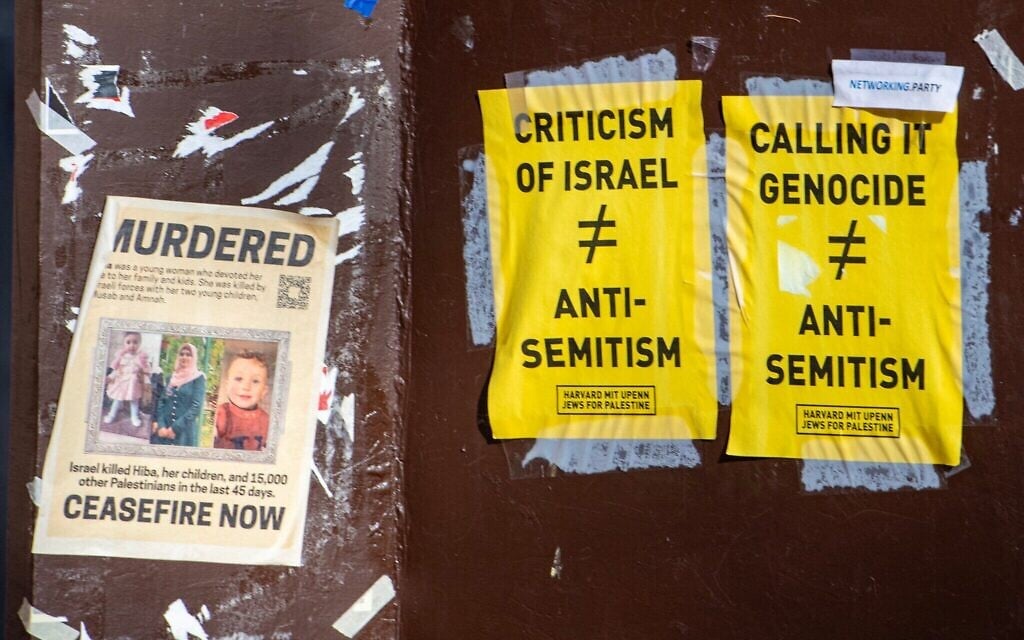 MURDERED
was a young woman who devoted her
to her family and kids. She was killed by
raeli forces with her two young children,
usab and Amnah.
Israel killed Hiba, her children, and 15,000
other Palestinians in the last 45 days.
CEASEFIRE NOW
CRITICISM
OF ISRAEL
≠
ANTI-
SEMITISM
HARVARD MIT UPENN
JEWS FOR PALESTINE
NETWORKING.PARTY
CALLING IT
GENOCIDE
≠
ANTI-
SEMITISM
HARVARD MIT UPENN
JEWS FOR PALESTINE